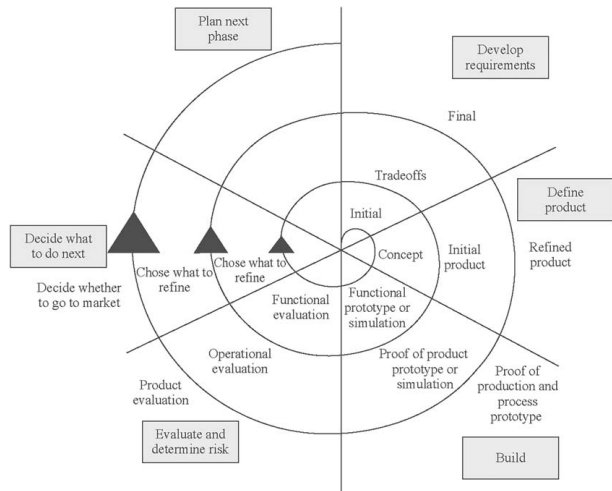 Plan next
phase
Develop
requirements
Final
Tradeoffs
Initial
Define
product
Decide what
to do next
Chose what to
refine
Chose what to
refine
Concept
Initial
product
Refined
product
Decide whether
to go to market
Functional
evaluation
Functional
prototype or
simulation
Operational
evaluation
Proof of product
prototype or
simulation
Proof of
production and
process
prototype
Product
evaluation
Evaluate and
determine risk
Build